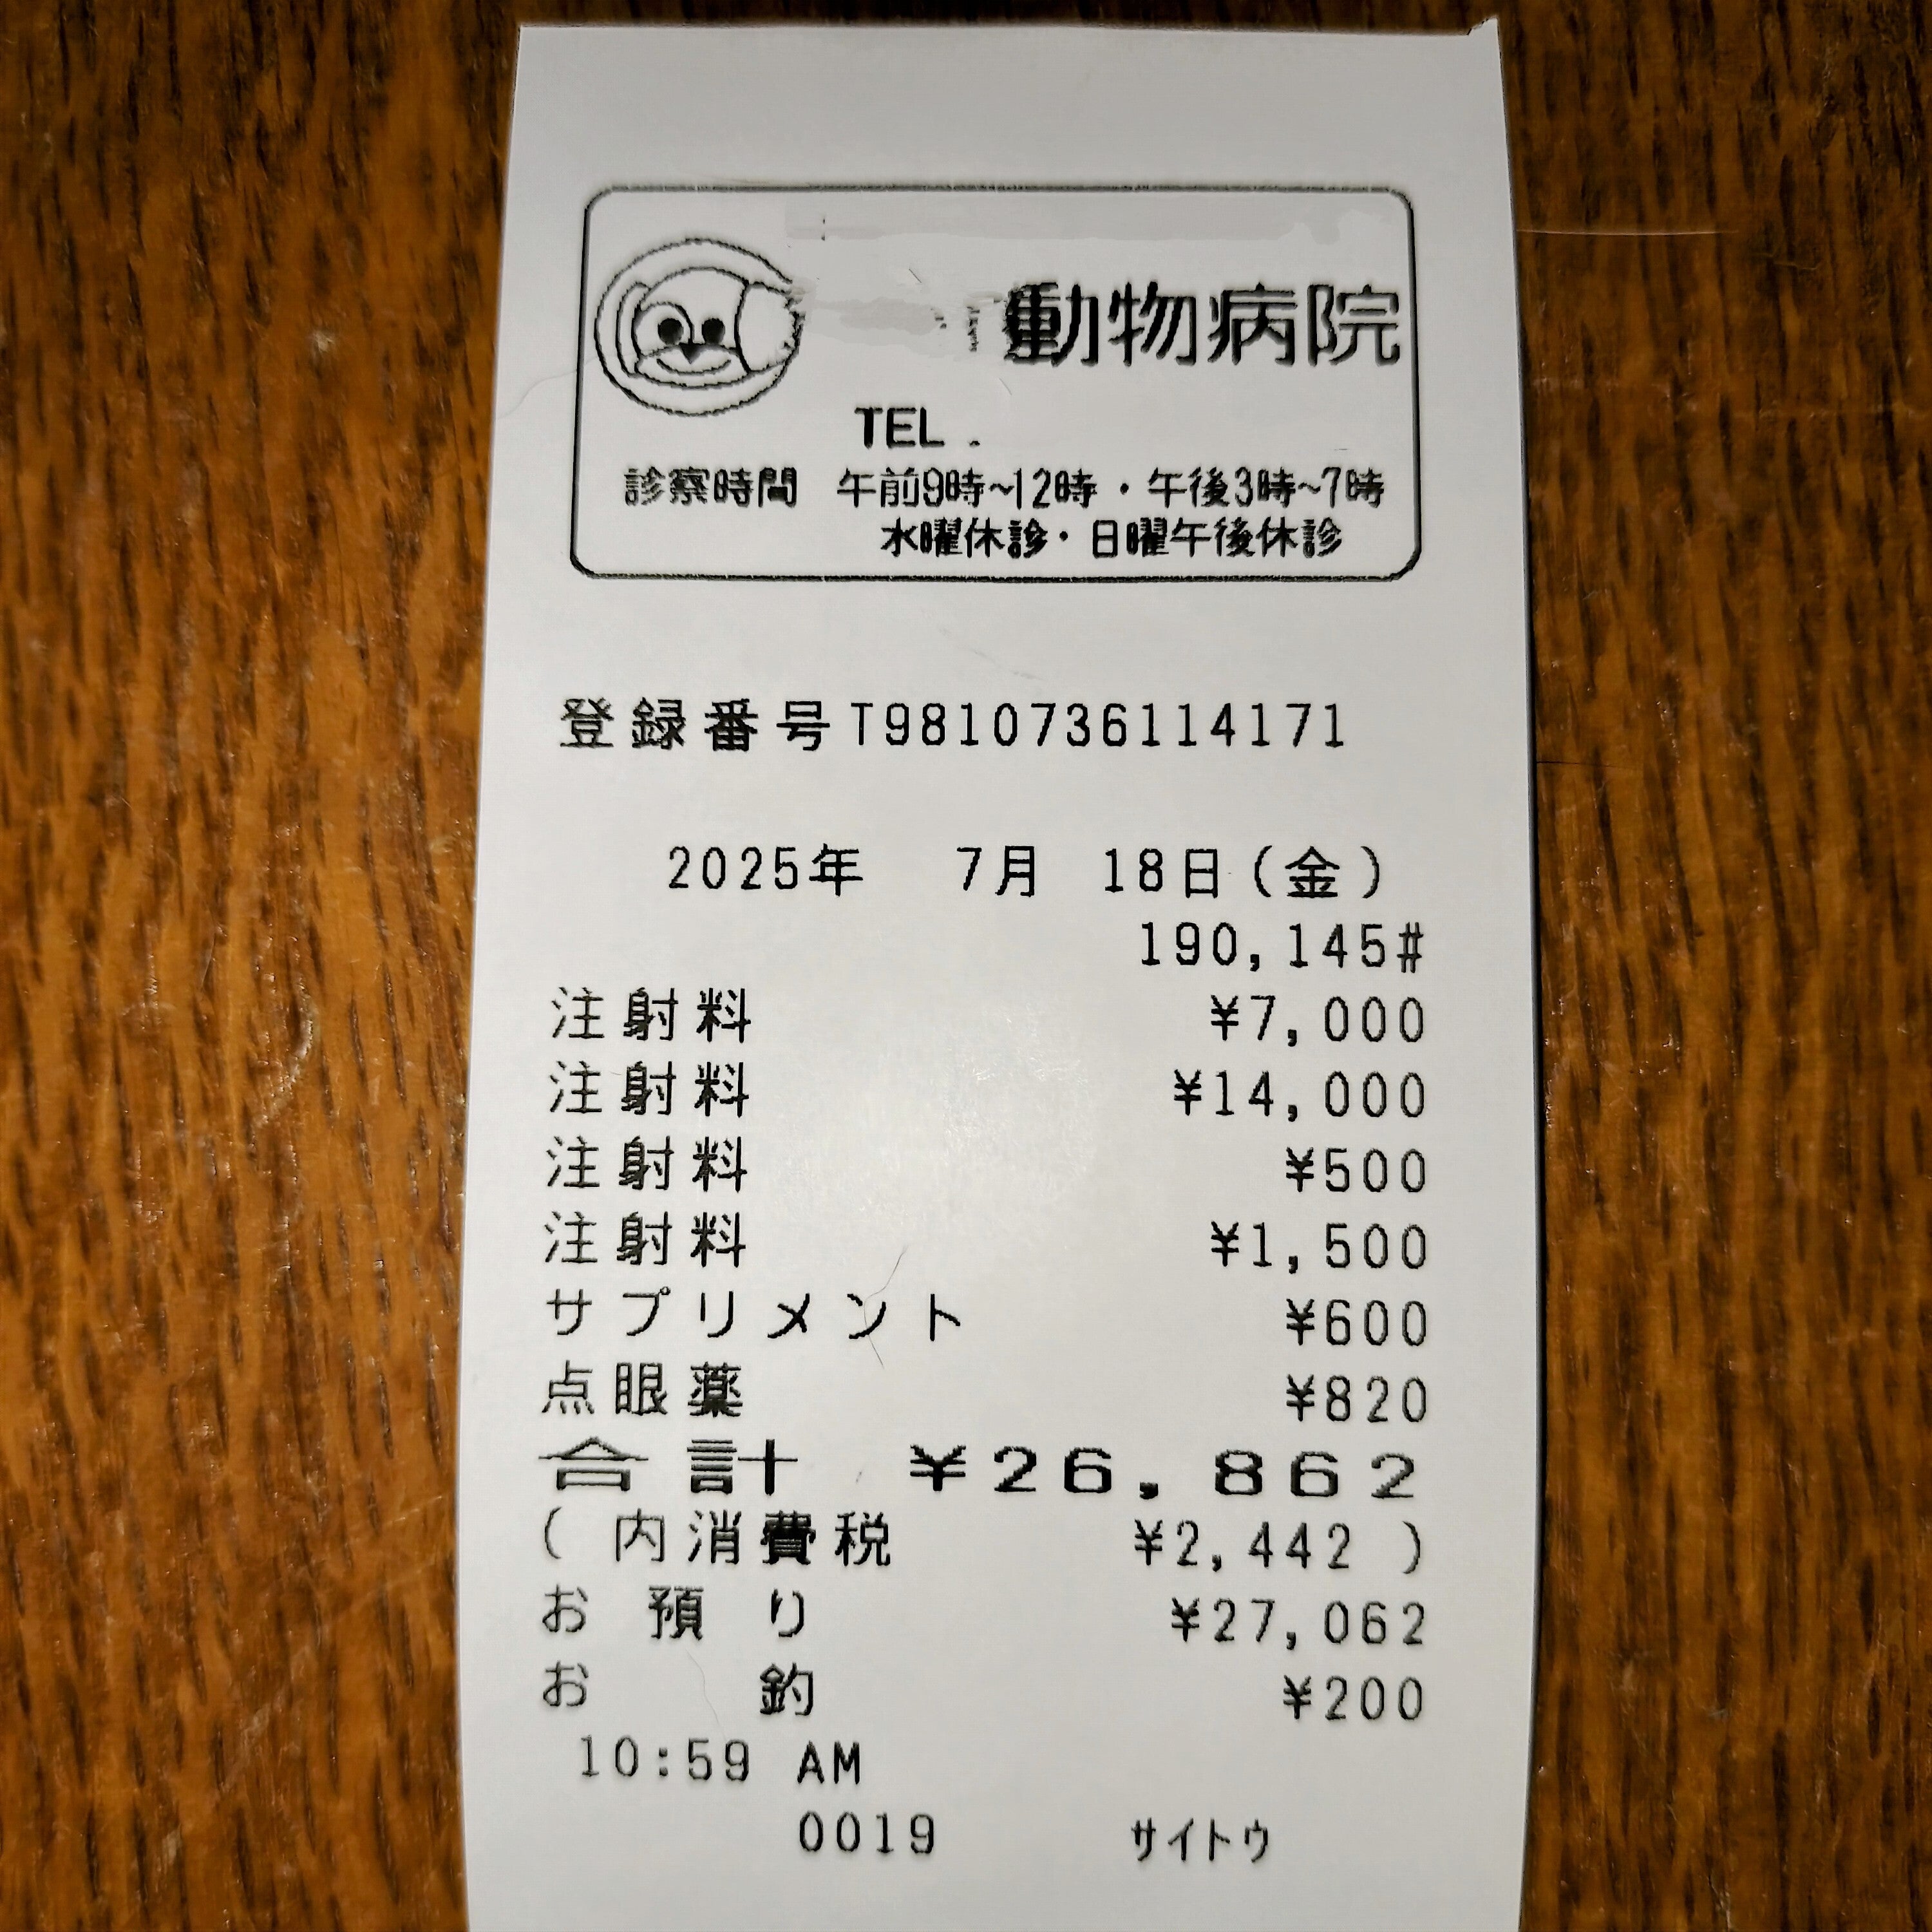 動物病院
TEL.
診察時間 午前9時~12時・午後3時~7時
水曜休診・日曜午後休診
登録番号T9810736114171
2025年 7月 18日(金)
190,145#
注射料 ¥7,000
注射料 ¥14,000
注射料 ¥500
注射料 ¥1,500
サプリメント ¥600
点眼薬 ¥820
合計 ¥26,862
(内消費税 ¥2,442)
お預り ¥27,062
お釣 ¥200
10:59 AM
0019 サイトウ